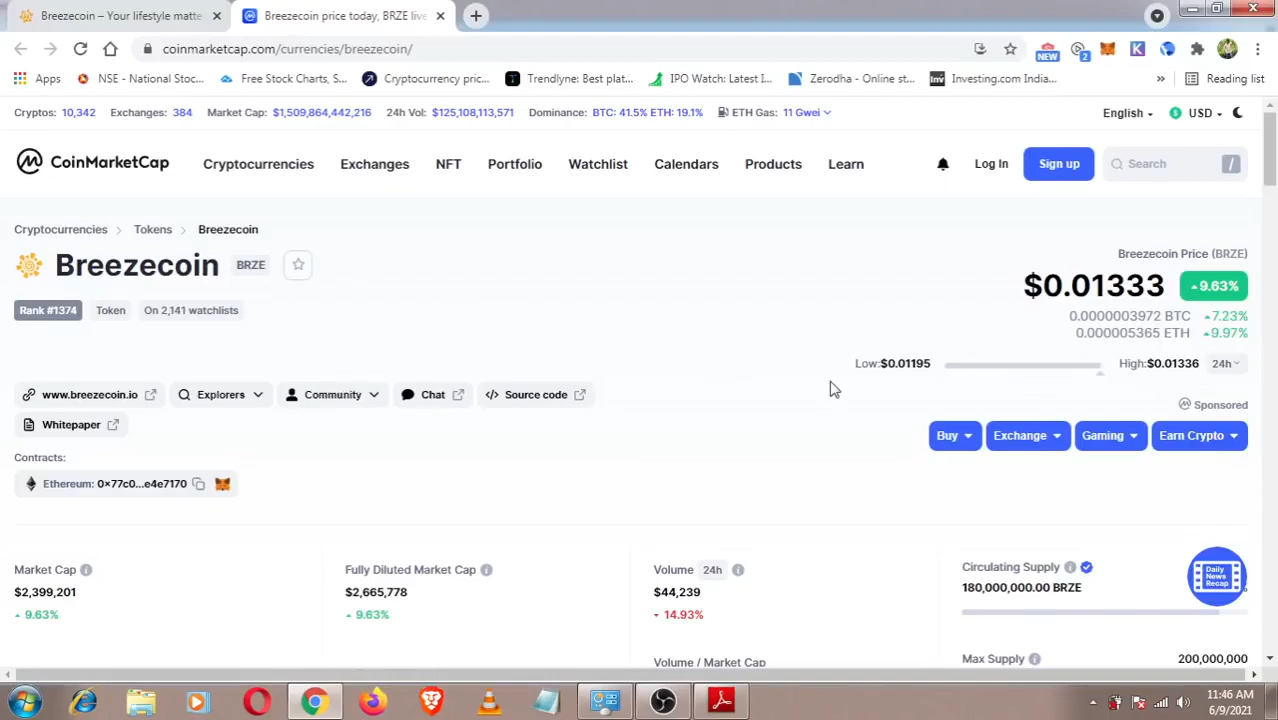 Breezecoin – Your lifestyle matte
Breezecoin price today, BRZE live
coinmarketcap.com/currencies/breezecoin/
NEW
2
K
Apps
NSE - National Stoc...
Free Stock Charts, S...
Cryptocurrency pric...
Trendlyne: Best plat...
IPO Watch: Latest I...
Zerodha - Online st...
Inv
Investing.com India...
»
Reading list
Cryptos: 10,342
Exchanges: 384
Market Cap: $1,509,864,442,216
24h Vol: $125,108,113,571
Dominance: BTC: 41.5% ETH: 19.1%
ETH Gas: 11 Gwei
English
USD
CoinMarketCap
Cryptocurrencies
Exchanges
NFT
Portfolio
Watchlist
Calendars
Products
Learn
Log In
Sign up
Search
/
Cryptocurrencies > Tokens > Breezecoin
Breezecoin
BRZE
Breezecoin Price (BRZE)
$0.01333
9.63%
Rank #1374
Token
On 2,141 watchlists
0.0000003972 BTC 7.23%
0.000005365 ETH 9.97%
Low:$0.01195
High:$0.01336
24h
www.breezecoin.io
Explorers
Community
Chat
Source code
Sponsored
Whitepaper
Buy
Exchange
Gaming
Earn Crypto
Contracts:
Ethereum: 0x77c0...e4e7170
Market Cap
$2,399,201
9.63%
Fully Diluted Market Cap
$2,665,778
9.63%
Volume 24h
$44,239
14.93%
Volume / Market Cap
Circulating Supply
180,000,000.00 BRZE
Daily
News
Recap
Max Supply
200,000,000
11:46 AM
6/9/2021